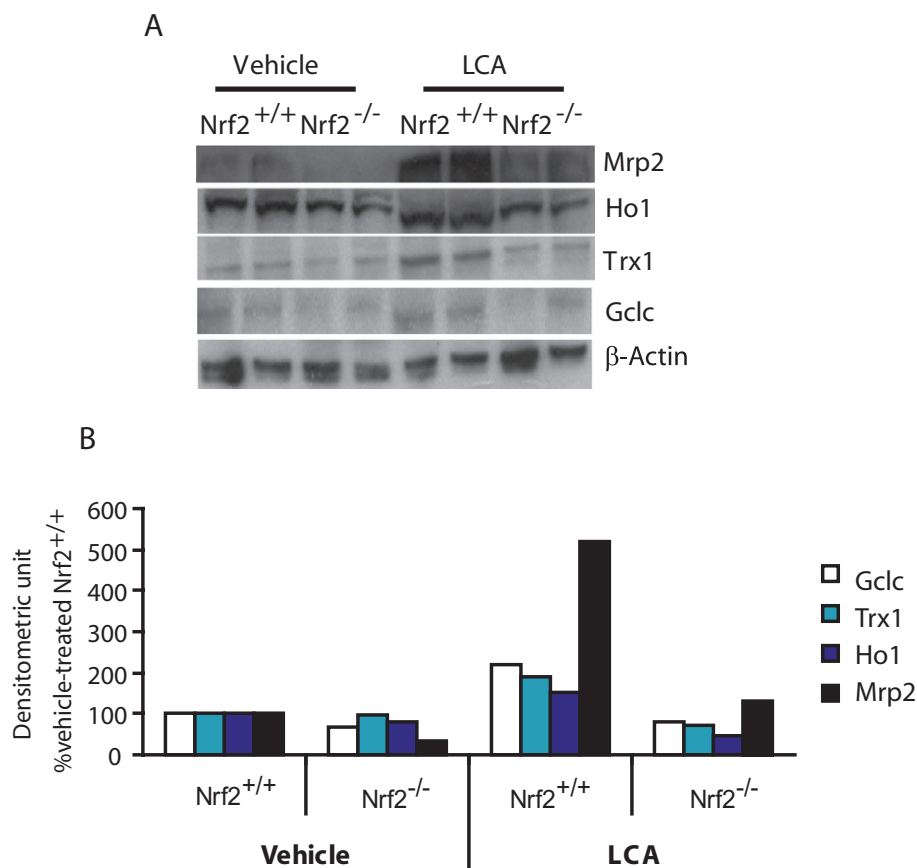 A
Vehicle LCA
Nrf2 +/+ Nrf2 -/- Nrf2 +/+ Nrf2 -/-
Mrp2
Ho1
Trx1
Gclc
β-Actin
B
Densitometric unit
%vehicle-treated Nrf2+/+
600
500
400
300
200
100
0
Gclc
Trx1
Ho1
Mrp2
Nrf2+/+ Nrf2-/- Nrf2+/+ Nrf2-/-
Vehicle LCA